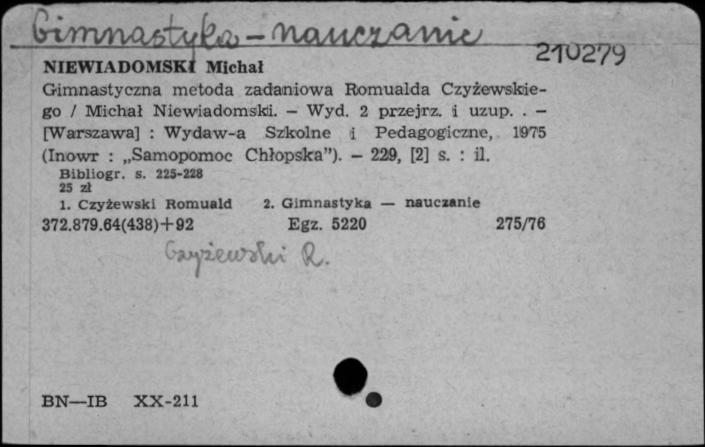 Gimnastyka – nauczanie
210279
NIEWIADOMSKI Michał
Gimnastyczna metoda zadaniowa Romualda Czyżewskie-
go / Michał Niewiadomski. – Wyd. 2 przejrz. i uzup. . –
[Warszawa] : Wydaw-a Szkolne i Pedagogiczne, 1975
(Inowr : „Samopomoc Chłopska”). – 229, [2] s. : il.
Bibliogr. s. 225-228
25 zł
1. Czyżewski Romuald 2. Gimnastyka — nauczanie
372.879.64(438)+92 Egz. 5220 275/76
Czyżewski R.
BN—IB XX-211